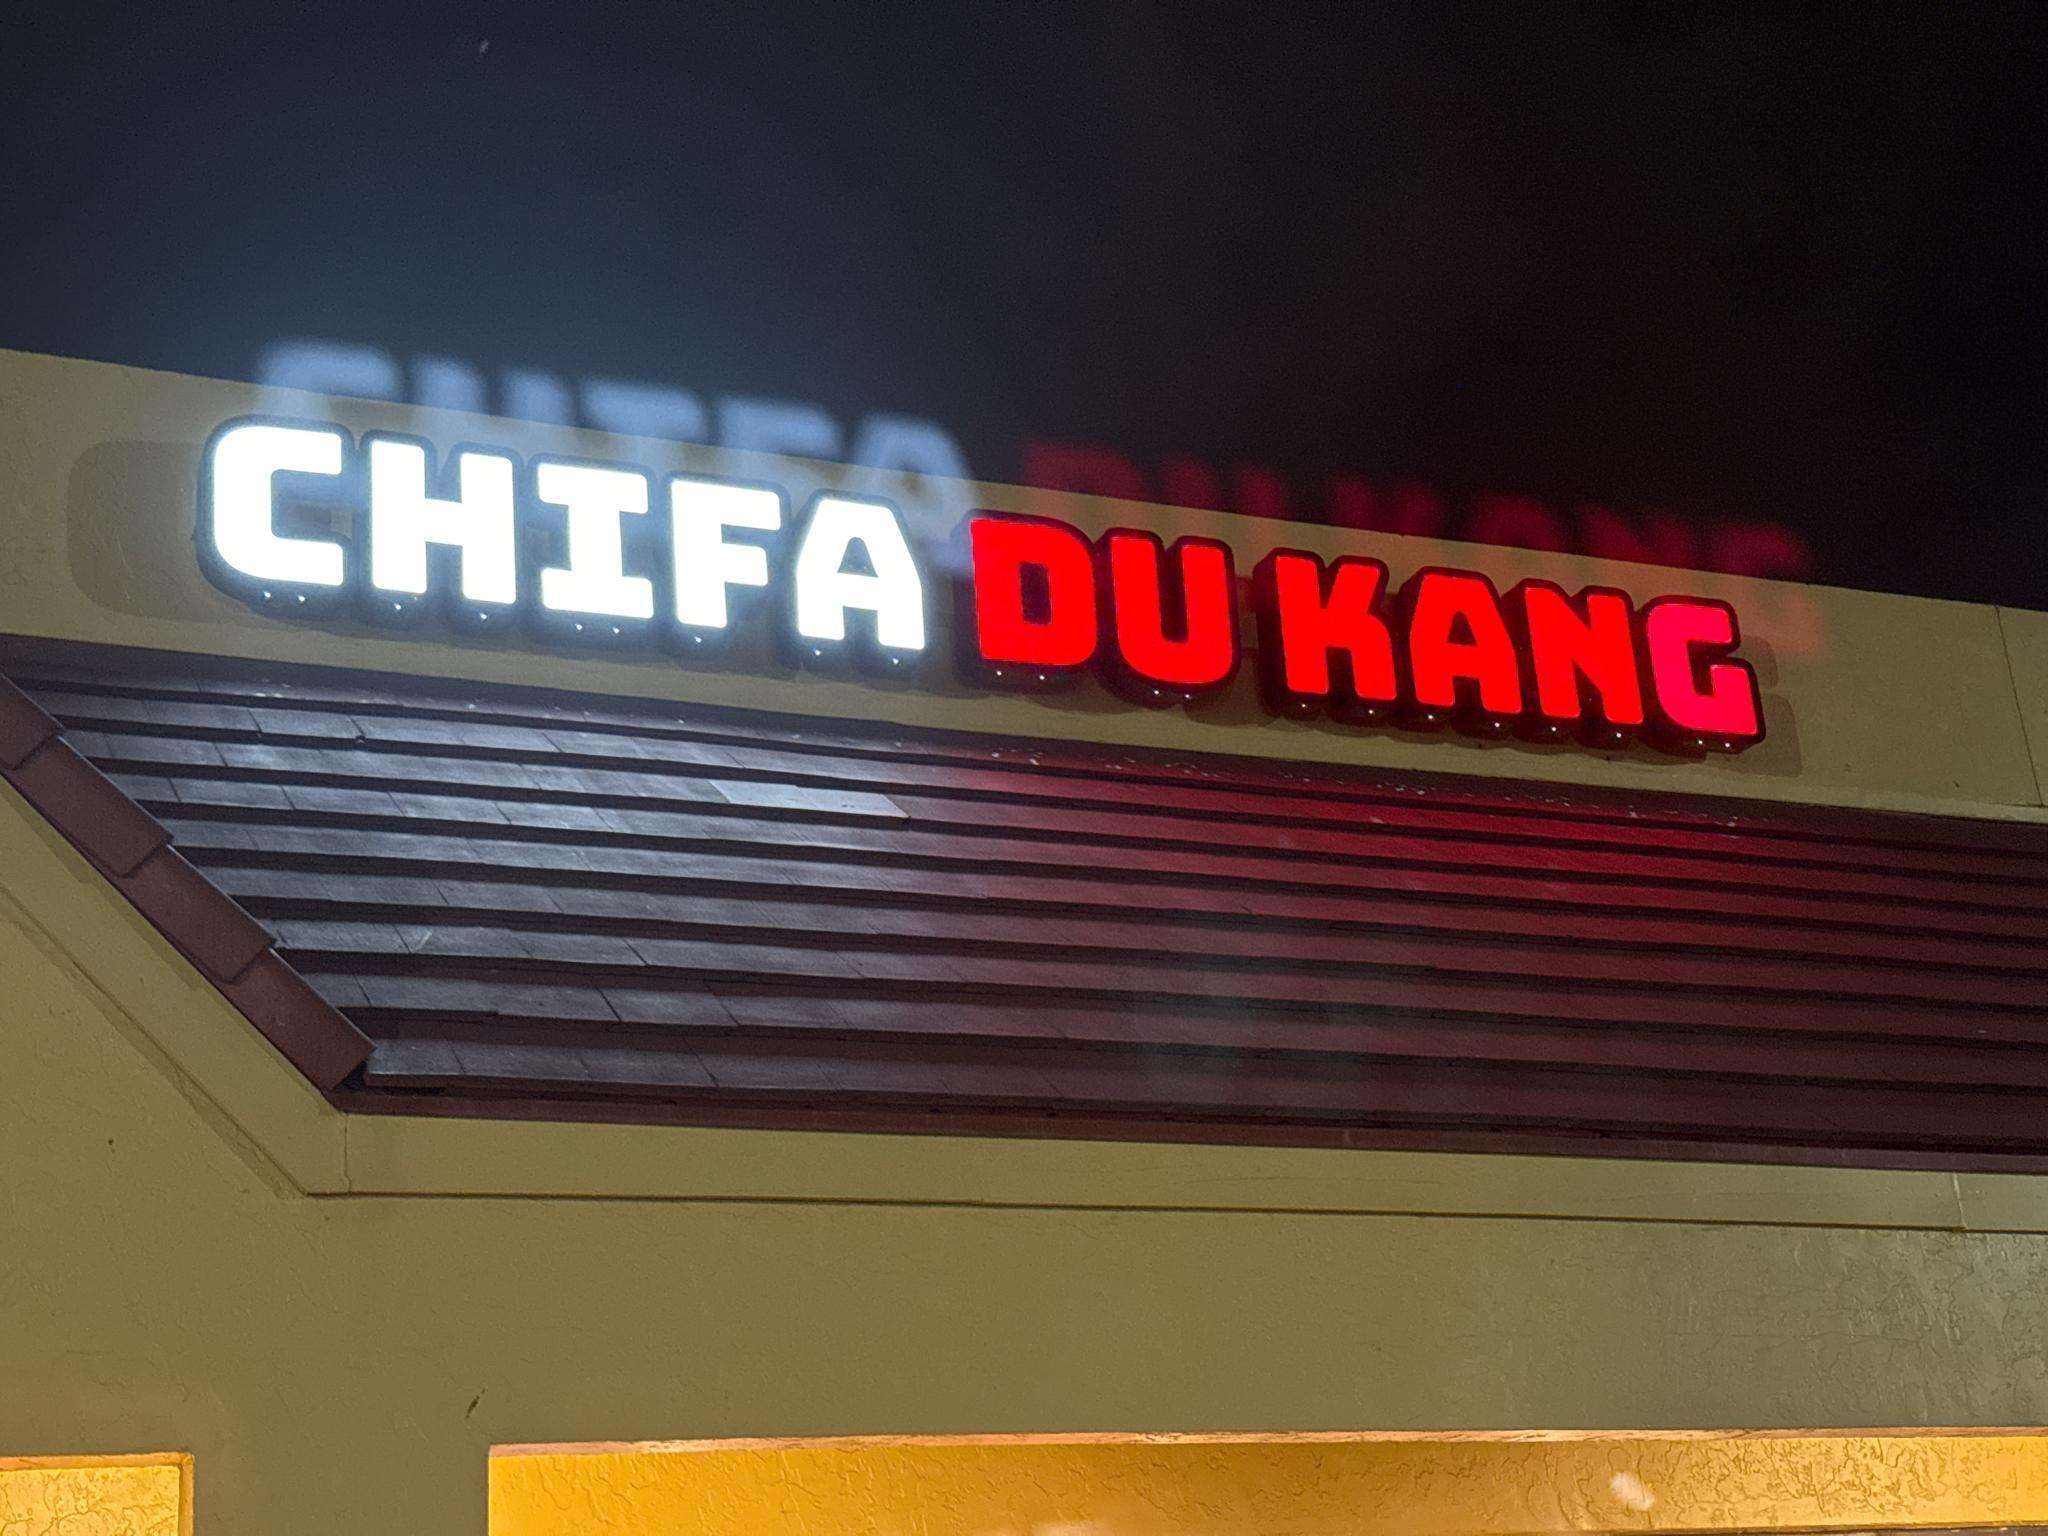 CHIFA DU KANG